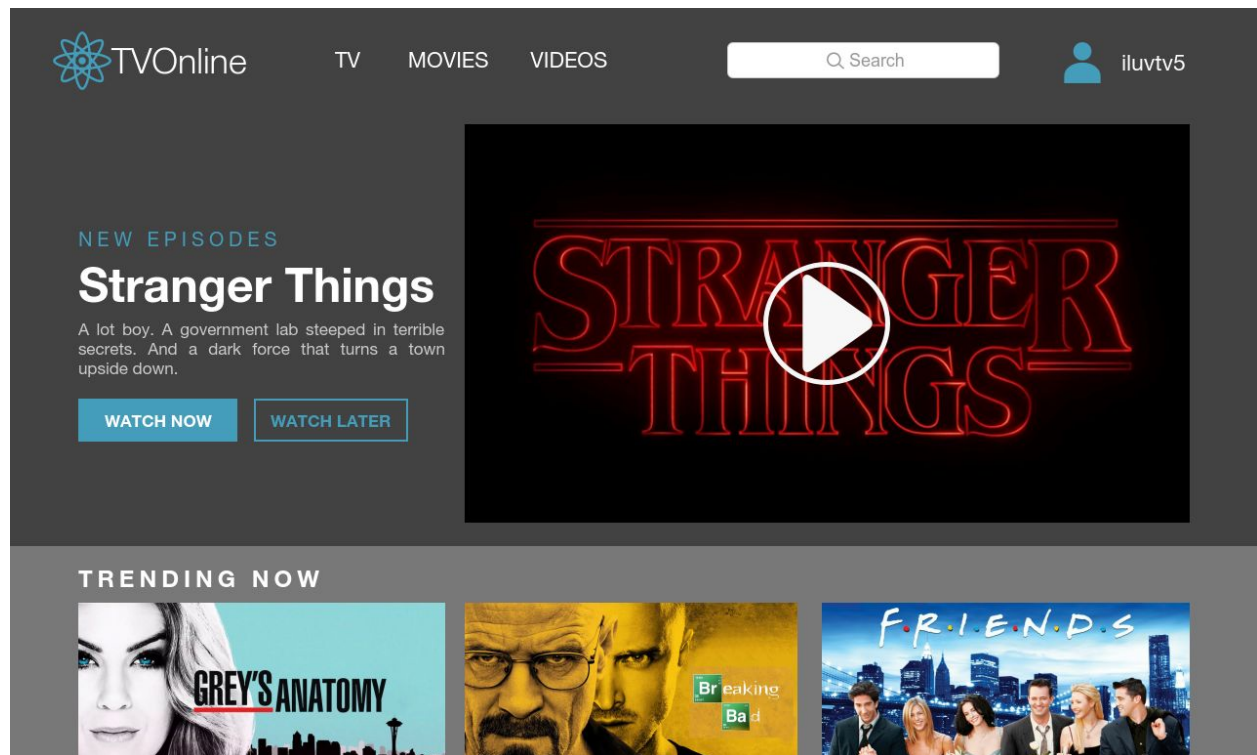 TVOnline TV MOVIES VIDEOS Search iluvtv5
NEW EPISODES
Stranger Things
A lot boy. A government lab steeped in terrible
secrets. And a dark force that turns a town
upside down.
WATCH NOW WATCH LATER
STRANGER
THINGS
TRENDING NOW
GREY'S ANATOMY
Breaking
Bad
F.R.I.E.N.D.S